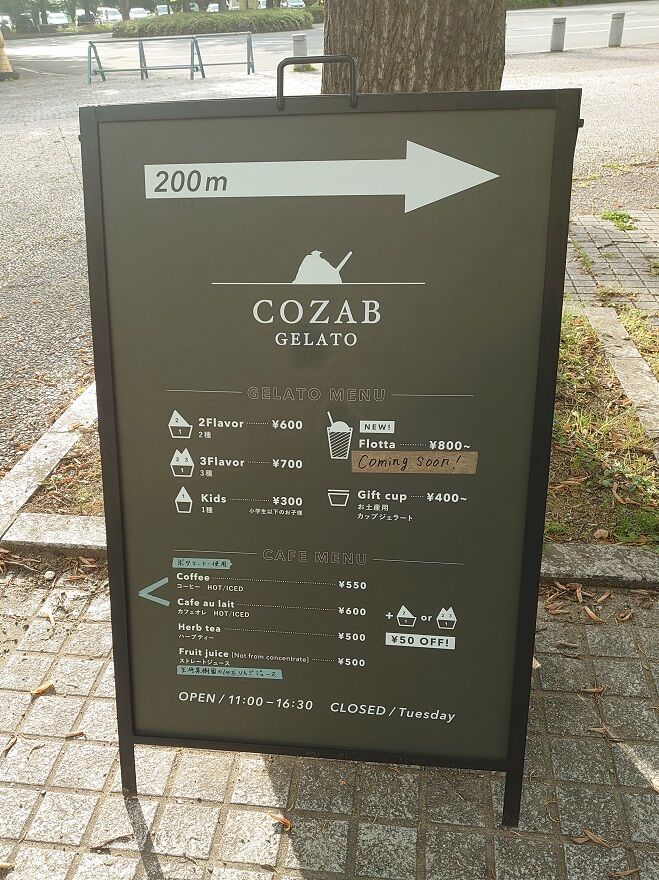 200m
COZAB
GELATO
GELATO MENU
2Flavor ¥600
2種
3Flavor ¥700
3種
Kids ¥300
1種 小学生以下のお子様
NEW!
Flotta ¥800~
Coming Soon!
Gift cup ¥400~
お土産用
カップジェラート
CAFE MENU
Coffee ¥550
コーヒー HOT/ICED
Cafe au lait ¥600
カフェオレ HOT/ICED
Herb tea ¥500
ハーブティー
Fruit juice [Not from concentrate] ¥500
ストレートジュース
+ or
¥50 OFF!
OPEN / 11:00–16:30 CLOSED / Tuesday